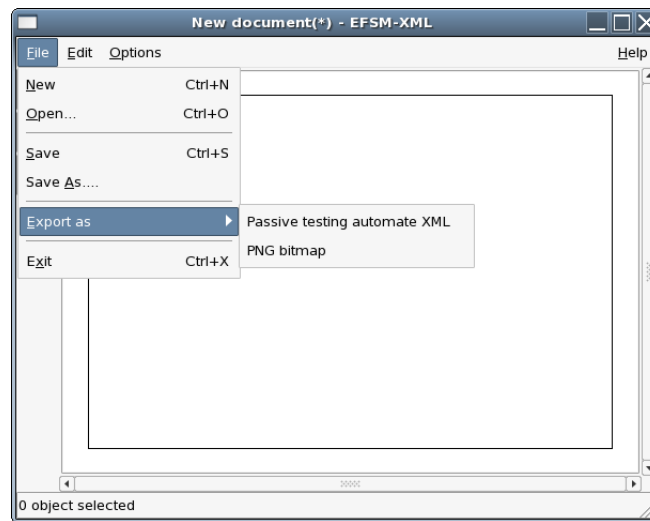 New document(*) - EFSM-XML
File Edit Options Help
New Ctrl+N
Open... Ctrl+O
Save Ctrl+S
Save As....
Export as
Passive testing automate XML
PNG bitmap
Exit Ctrl+X
0 object selected